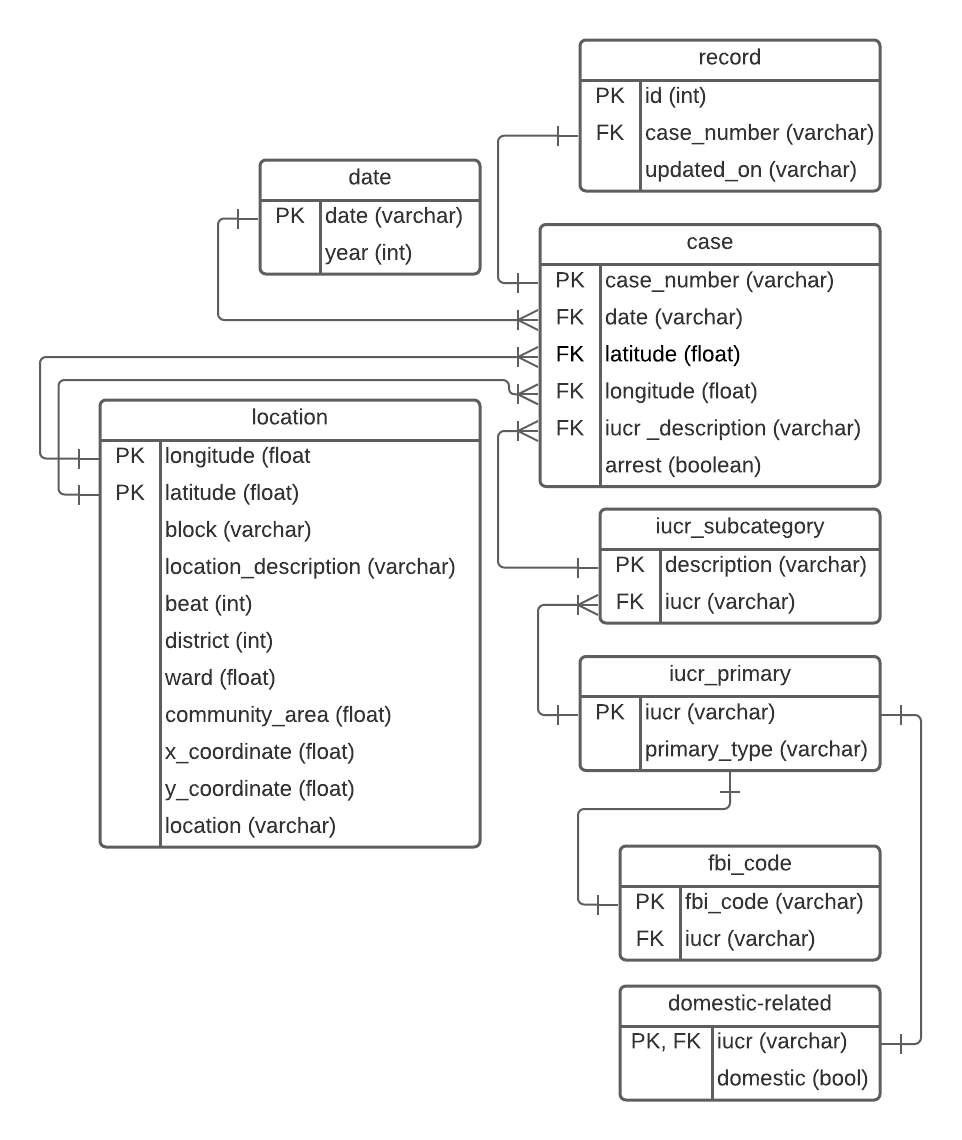 record
PK id (int)
FK case_number (varchar)
updated_on (varchar)
date
PK date (varchar)
year (int)
case
PK case_number (varchar)
FK date (varchar)
FK latitude (float)
FK longitude (float)
FK iucr _description (varchar)
arrest (boolean)
location
PK longitude (float
PK latitude (float)
block (varchar)
location_description (varchar)
beat (int)
district (int)
ward (float)
community_area (float)
x_coordinate (float)
y_coordinate (float)
location (varchar)
iucr_subcategory
PK description (varchar)
FK iucr (varchar)
iucr_primary
PK iucr (varchar)
primary_type (varchar)
fbi_code
PK fbi_code (varchar)
FK iucr (varchar)
domestic-related
PK, FK iucr (varchar)
domestic (bool)